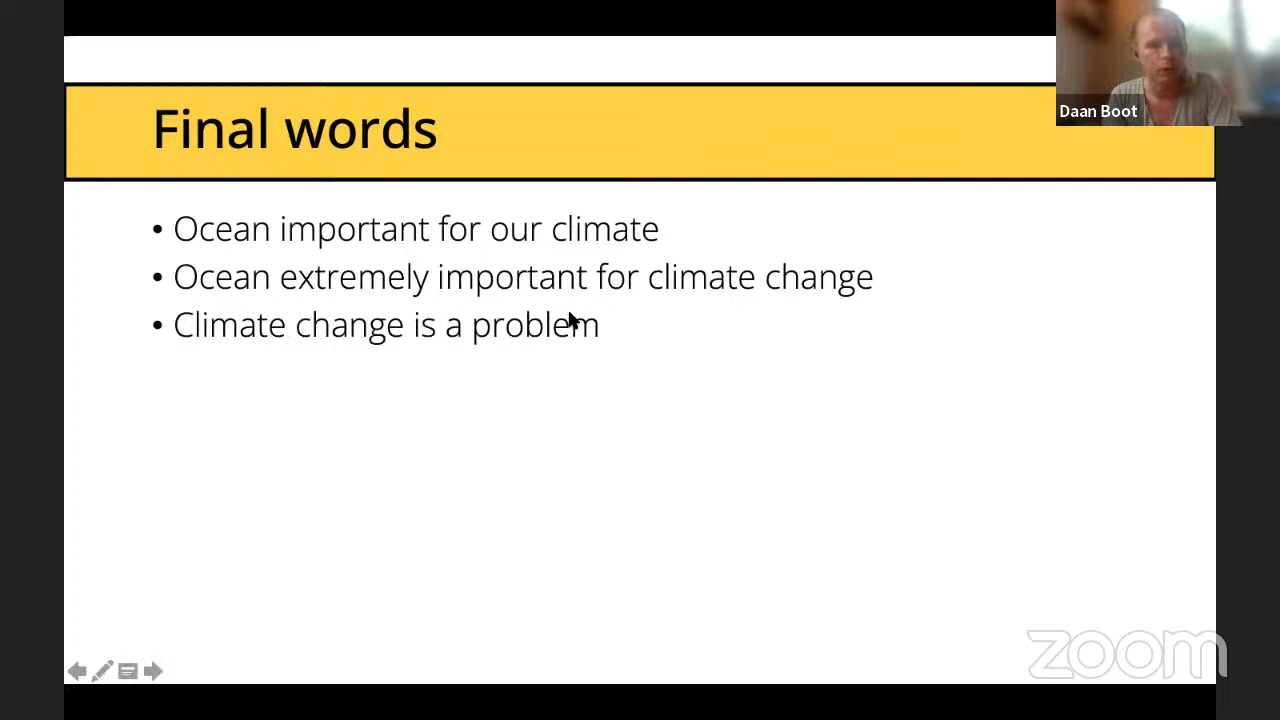 Final words
Daan Boot
• Ocean important for our climate
• Ocean extremely important for climate change
• Climate change is a problem
zoom